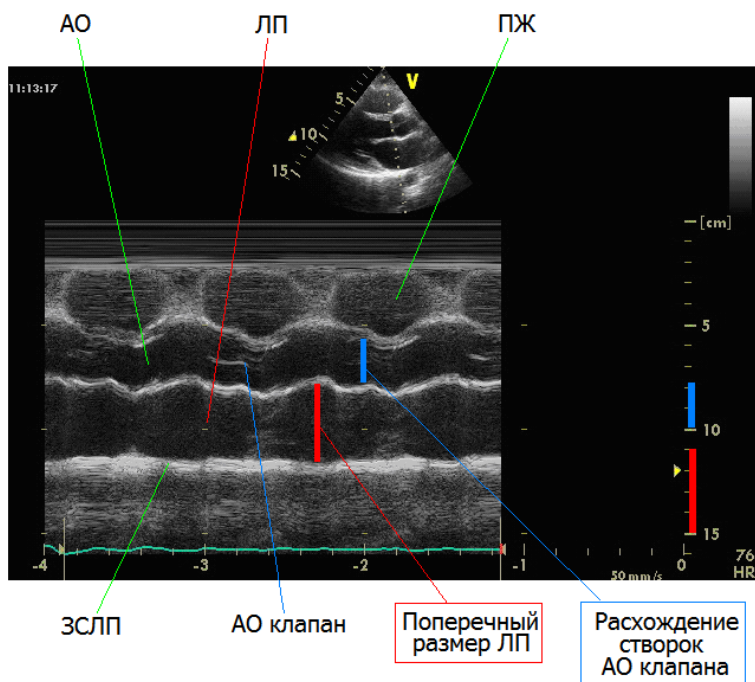 АО
ЛП
ПЖ
11:13:17
V
5
10
15
[cm]
5
10
15
-4
-3
-2
-1
0
76
HR
50 mm/s
ЗСЛП
АО клапан
Поперечный
размер ЛП
Расхождение
створок
АО клапана